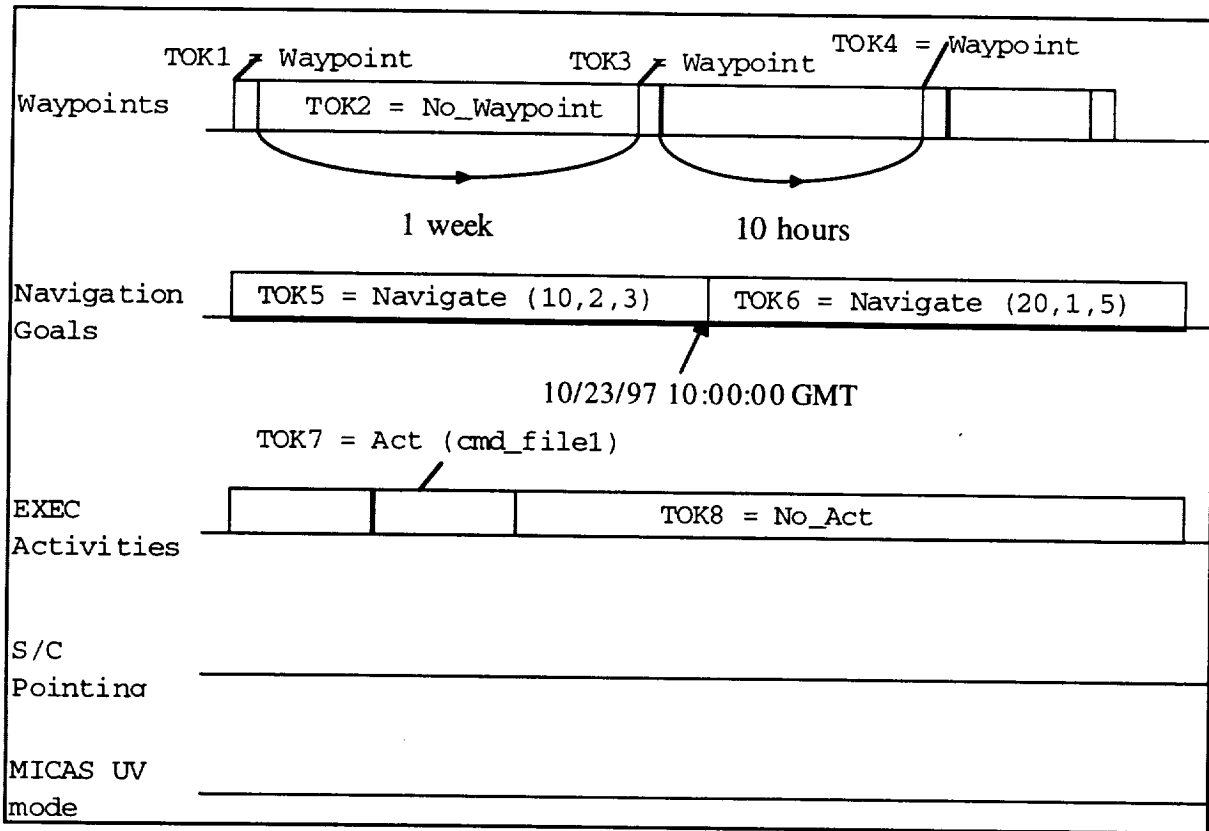 TOK1 = Waypoint
TOK3 = Waypoint
TOK4 = Waypoint
Waypoints
TOK2 = No_Waypoint
1 week
10 hours
Navigation
Goals
TOK5 = Navigate (10,2,3)
TOK6 = Navigate (20,1,5)
10/23/97 10:00:00 GMT
TOK7 = Act (cmd_file1)
EXEC
Activities
TOK8 = No_Act
S/C
Pointing
MICAS UV
mode